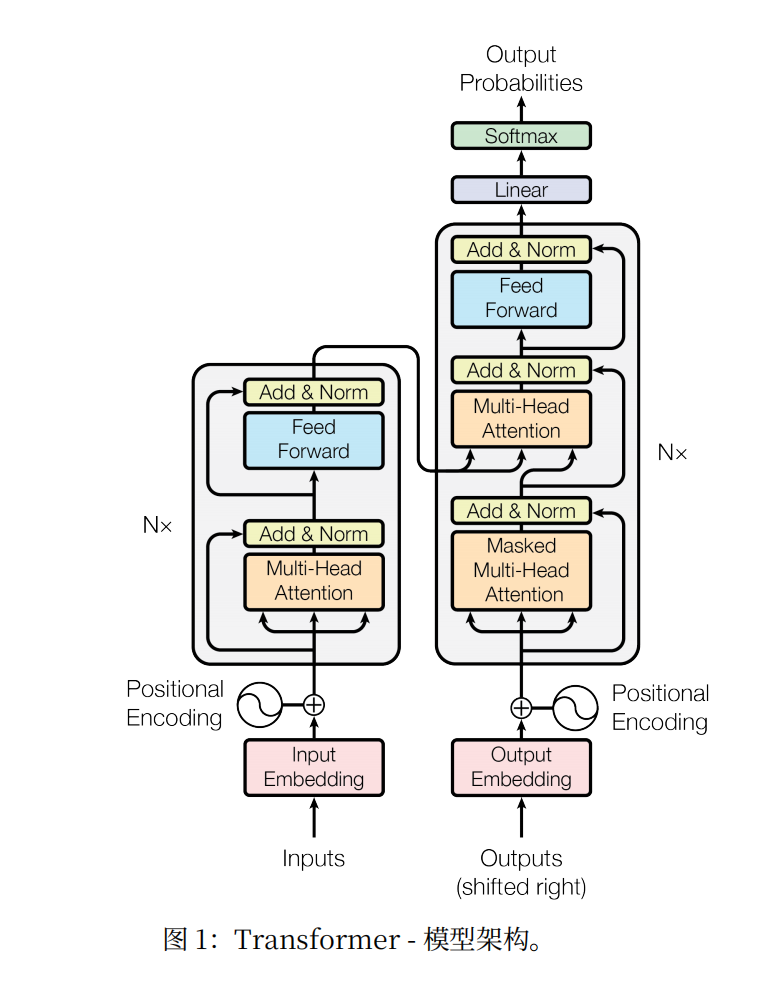 Output
Probabilities
Softmax
Linear
Add & Norm
Feed
Forward
Add & Norm
Multi-Head
Attention
Add & Norm
Masked
Multi-Head
Attention
N×
Add & Norm
Feed
Forward
Add & Norm
Multi-Head
Attention
N×
Positional
Encoding
Positional
Encoding
Input
Embedding
Output
Embedding
Inputs
Outputs
(shifted right)
图 1：Transformer - 模型架构。